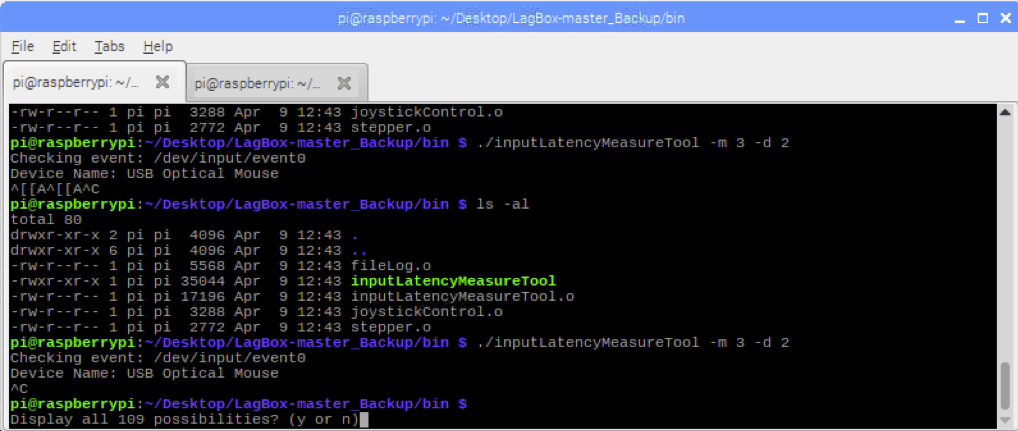 pi@raspberrypi: ~/Desktop/LagBox-master_Backup/bin
File Edit Tabs Help
pi@raspberrypi: ~/... pi@raspberrypi: ~/...
-rw-r--r-- 1 pi pi  3288 Apr  9 12:43 joystickControl.o
-rw-r--r-- 1 pi pi  2772 Apr  9 12:43 stepper.o
pi@raspberrypi:~/Desktop/LagBox-master_Backup/bin $ ./inputLatencyMeasureTool -m 3 -d 2
Checking event: /dev/input/event0
Device Name: USB Optical Mouse
^[[A^[[A^C
pi@raspberrypi:~/Desktop/LagBox-master_Backup/bin $ ls -al
total 80
drwxr-xr-x 2 pi pi  4096 Apr  9 12:43 .
drwxr-xr-x 6 pi pi  4096 Apr  9 12:43 ..
-rw-r--r-- 1 pi pi  5568 Apr  9 12:43 fileLog.o
-rwxr-xr-x 1 pi pi 35044 Apr  9 12:43 inputLatencyMeasureTool
-rw-r--r-- 1 pi pi 17196 Apr  9 12:43 inputLatencyMeasureTool.o
-rw-r--r-- 1 pi pi  3288 Apr  9 12:43 joystickControl.o
-rw-r--r-- 1 pi pi  2772 Apr  9 12:43 stepper.o
pi@raspberrypi:~/Desktop/LagBox-master_Backup/bin $ ./inputLatencyMeasureTool -m 3 -d 2
Checking event: /dev/input/event0
Device Name: USB Optical Mouse
^C
pi@raspberrypi:~/Desktop/LagBox-master_Backup/bin $
Display all 109 possibilities? (y or n)